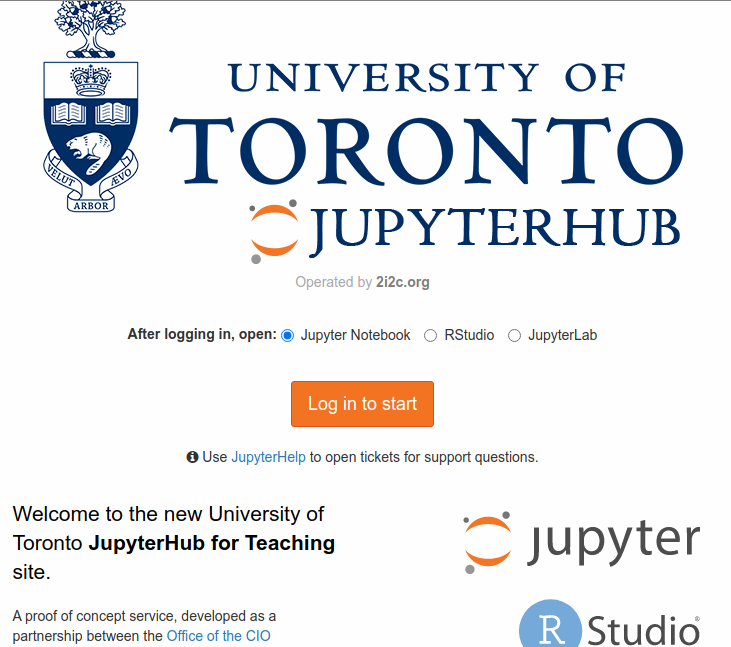 UNIVERSITY OF
TORONTO
VELUT ARBOR ÆVO
JUPYTERHUB
Operated by 2i2c.org
After logging in, open: Jupyter Notebook RStudio JupyterLab
Log in to start
Use JupyterHelp to open tickets for support questions.
Welcome to the new University of
Toronto JupyterHub for Teaching
site.
jupyter
A proof of concept service, developed as a
partnership between the Office of the CIO
R Studio®